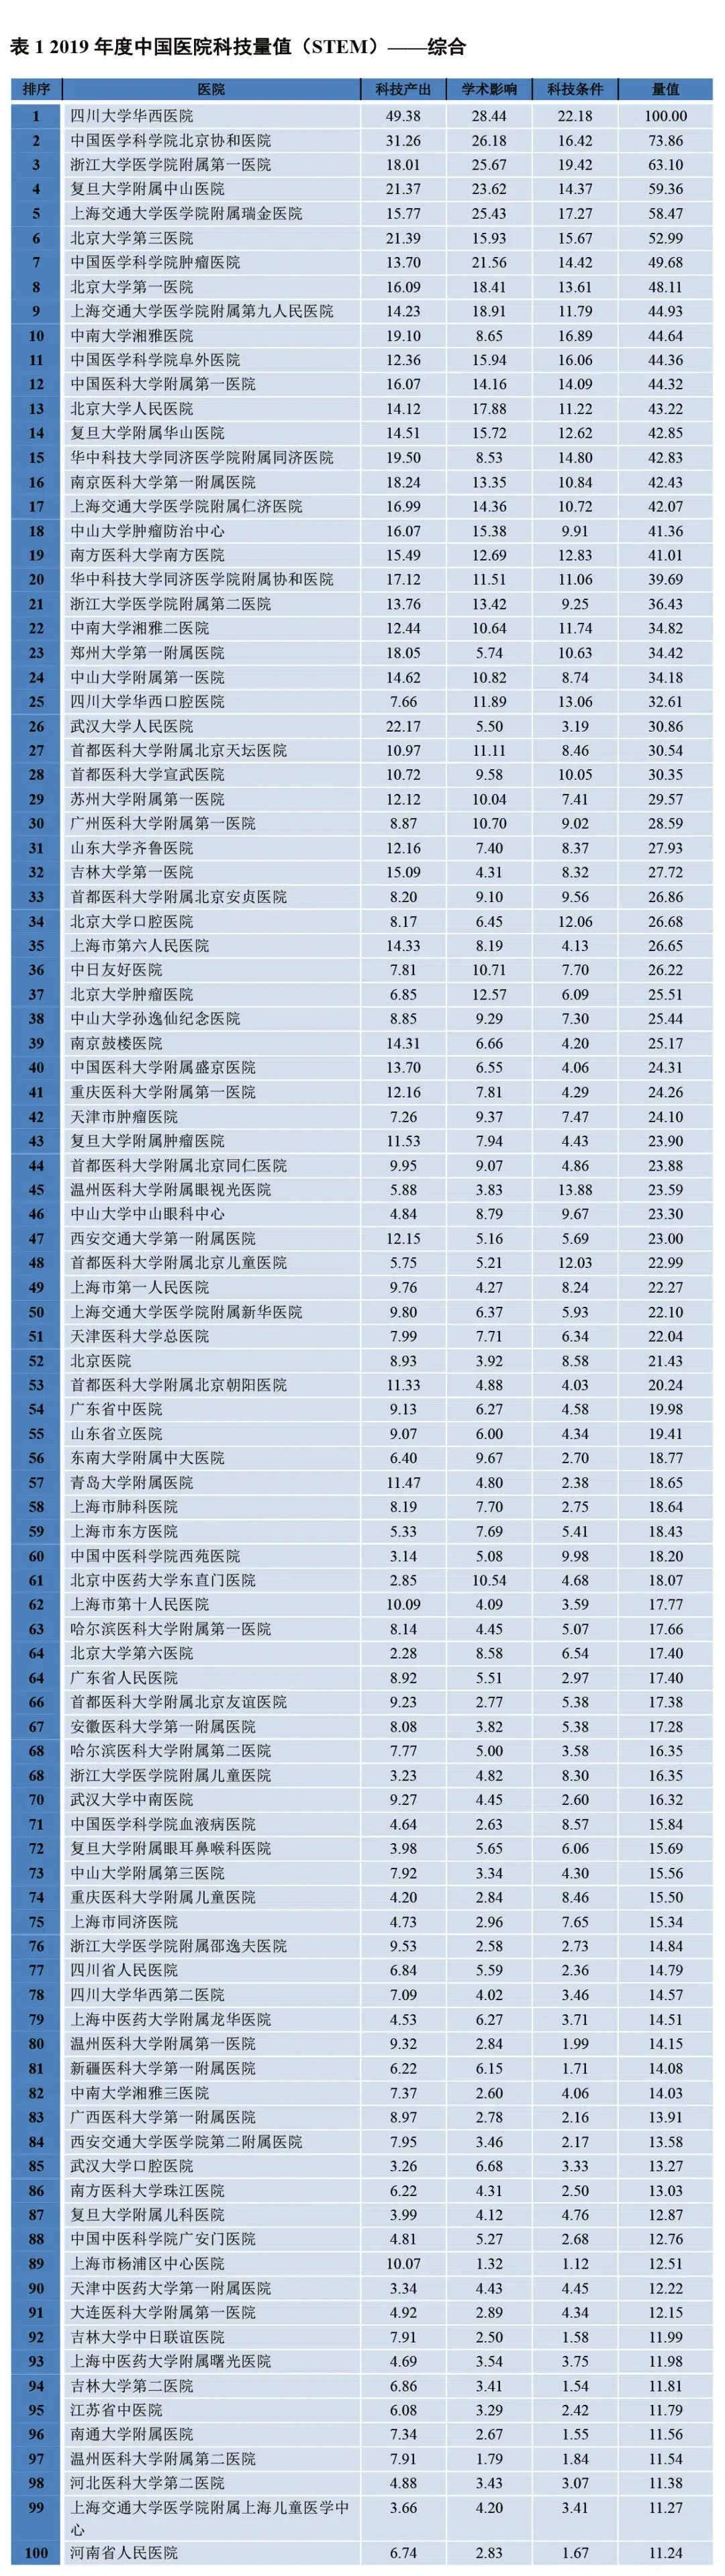 表 1 2019 年度中国医院科技量值（STEM）——综合
排序 医院 科技产出 学术影响 科技条件 量值
1 四川大学华西医院 49.38 28.44 22.18 100.00
2 中国医学科学院北京协和医院 31.26 26.18 16.42 73.86
3 浙江大学医学院附属第一医院 18.01 25.67 19.42 63.10
4 复旦大学附属中山医院 21.37 23.62 14.37 59.36
5 上海交通大学医学院附属瑞金医院 15.77 25.43 17.27 58.47
6 北京大学第三医院 21.39 15.93 15.67 52.99
7 中国医学科学院肿瘤医院 13.70 21.56 14.42 49.68
8 北京大学第一医院 16.09 18.41 13.61 48.11
9 上海交通大学医学院附属第九人民医院 14.23 18.91 11.79 44.93
10 中南大学湘雅医院 19.10 8.65 16.89 44.64
11 中国医学科学院阜外医院 12.36 15.94 16.06 44.36
12 中国医科大学附属第一医院 16.07 14.16 14.09 44.32
13 北京大学人民医院 14.12 17.88 11.22 43.22
14 复旦大学附属华山医院 14.51 15.72 12.62 42.85
15 华中科技大学同济医学院附属同济医院 19.50 8.53 14.80 42.83
16 南京医科大学第一附属医院 18.24 13.35 10.84 42.43
17 上海交通大学医学院附属仁济医院 16.99 14.36 10.72 42.07
18 中山大学肿瘤防治中心 16.07 15.38 9.91 41.36
19 南方医科大学南方医院 15.49 12.69 12.83 41.01
20 华中科技大学同济医学院附属协和医院 17.12 11.51 11.06 39.69
21 浙江大学医学院附属第二医院 13.76 13.42 9.25 36.43
22 中南大学湘雅二医院 12.44 10.64 11.74 34.82
23 郑州大学第一附属医院 18.05 5.74 10.63 34.42
24 中山大学附属第一医院 14.62 10.82 8.74 34.18
25 四川大学华西口腔医院 7.66 11.89 13.06 32.61
26 武汉大学人民医院 22.17 5.50 3.19 30.86
27 首都医科大学附属北京天坛医院 10.97 11.11 8.46 30.54
28 首都医科大学宣武医院 10.72 9.58 10.05 30.35
29 苏州大学附属第一医院 12.12 10.04 7.41 29.57
30 广州医科大学附属第一医院 8.87 10.70 9.02 28.59
31 山东大学齐鲁医院 12.16 7.40 8.37 27.93
32 吉林大学第一医院 15.09 4.31 8.32 27.72
33 首都医科大学附属北京安贞医院 8.20 9.10 9.56 26.86
34 北京大学口腔医院 8.17 6.45 12.06 26.68
35 上海市第六人民医院 14.33 8.19 4.13 26.65
36 中日友好医院 7.81 10.71 7.70 26.22
37 北京大学肿瘤医院 6.85 12.57 6.09 25.51
38 中山大学孙逸仙纪念医院 8.85 9.29 7.30 25.44
39 南京鼓楼医院 14.31 6.66 4.20 25.17
40 中国医科大学附属盛京医院 13.70 6.55 4.06 24.31
41 重庆医科大学附属第一医院 12.16 7.81 4.29 24.26
42 天津市肿瘤医院 7.26 9.37 7.47 24.10
43 复旦大学附属肿瘤医院 11.53 7.94 4.43 23.90
44 首都医科大学附属北京同仁医院 9.95 9.07 4.86 23.88
45 温州医科大学附属眼视光医院 5.88 3.83 13.88 23.59
46 中山大学中山眼科中心 4.84 8.79 9.67 23.30
47 西安交通大学第一附属医院 12.15 5.16 5.69 23.00
48 首都医科大学附属北京儿童医院 5.75 5.21 12.03 22.99
49 上海市第一人民医院 9.76 4.27 8.24 22.27
50 上海交通大学医学院附属新华医院 9.80 6.37 5.93 22.10
51 天津医科大学总医院 7.99 7.71 6.34 22.04
52 北京医院 8.93 3.92 8.58 21.43
53 首都医科大学附属北京朝阳医院 11.33 4.88 4.03 20.24
54 广东省中医院 9.13 6.27 4.58 19.98
55 山东省立医院 9.07 6.00 4.34 19.41
56 东南大学附属中大医院 6.40 9.67 2.70 18.77
57 青岛大学附属医院 11.47 4.80 2.38 18.65
58 上海市肺科医院 8.19 7.70 2.75 18.64
59 上海市东方医院 5.33 7.69 5.41 18.43
60 中国中医科学院西苑医院 3.14 5.08 9.98 18.20
61 北京中医药大学东直门医院 2.85 10.54 4.68 18.07
62 上海市第十人民医院 10.09 4.09 3.59 17.77
63 哈尔滨医科大学附属第一医院 8.14 4.45 5.07 17.66
64 北京大学第六医院 2.28 8.58 6.54 17.40
64 广东省人民医院 8.92 5.51 2.97 17.40
66 首都医科大学附属北京友谊医院 9.23 2.77 5.38 17.38
67 安徽医科大学第一附属医院 8.08 3.82 5.38 17.28
68 哈尔滨医科大学附属第二医院 7.77 5.00 3.58 16.35
68 浙江大学医学院附属儿童医院 3.23 4.82 8.30 16.35
70 武汉大学中南医院 9.27 4.45 2.60 16.32
71 中国医学科学院血液病医院 4.64 2.63 8.57 15.84
72 复旦大学附属眼耳鼻喉科医院 3.98 5.65 6.06 15.69
73 中山大学附属第三医院 7.92 3.34 4.30 15.56
74 重庆医科大学附属儿童医院 4.20 2.84 8.46 15.50
75 上海市同济医院 4.73 2.96 7.65 15.34
76 浙江大学医学院附属邵逸夫医院 9.53 2.58 2.73 14.84
77 四川省人民医院 6.84 5.59 2.36 14.79
78 四川大学华西第二医院 7.09 4.02 3.46 14.57
79 上海中医药大学附属龙华医院 4.53 6.27 3.71 14.51
80 温州医科大学附属第一医院 9.32 2.84 1.99 14.15
81 新疆医科大学第一附属医院 6.22 6.15 1.71 14.08
82 中南大学湘雅三医院 7.37 2.60 4.06 14.03
83 广西医科大学第一附属医院 8.97 2.78 2.16 13.91
84 西安交通大学医学院第二附属医院 7.95 3.46 2.17 13.58
85 武汉大学口腔医院 3.26 6.68 3.33 13.27
86 南方医科大学珠江医院 6.22 4.31 2.50 13.03
87 复旦大学附属儿科医院 3.99 4.12 4.76 12.87
88 中国中医科学院广安门医院 4.81 5.27 2.68 12.76
89 上海市杨浦区中心医院 10.07 1.32 1.12 12.51
90 天津中医药大学第一附属医院 3.34 4.43 4.45 12.22
91 大连医科大学附属第一医院 4.92 2.89 4.34 12.15
92 吉林大学中日联谊医院 7.91 2.50 1.58 11.99
93 上海中医药大学附属曙光医院 4.69 3.54 3.75 11.98
94 吉林大学第二医院 6.86 3.41 1.54 11.81
95 江苏省中医院 6.08 3.29 2.42 11.79
96 南通大学附属医院 7.34 2.67 1.55 11.56
97 温州医科大学附属第二医院 7.91 1.79 1.84 11.54
98 河北医科大学第二医院 4.88 3.43 3.07 11.38
99 上海交通大学医学院附属上海儿童医学中 3.66 4.20 3.41 11.27
心
100 河南省人民医院 6.74 2.83 1.67 11.24